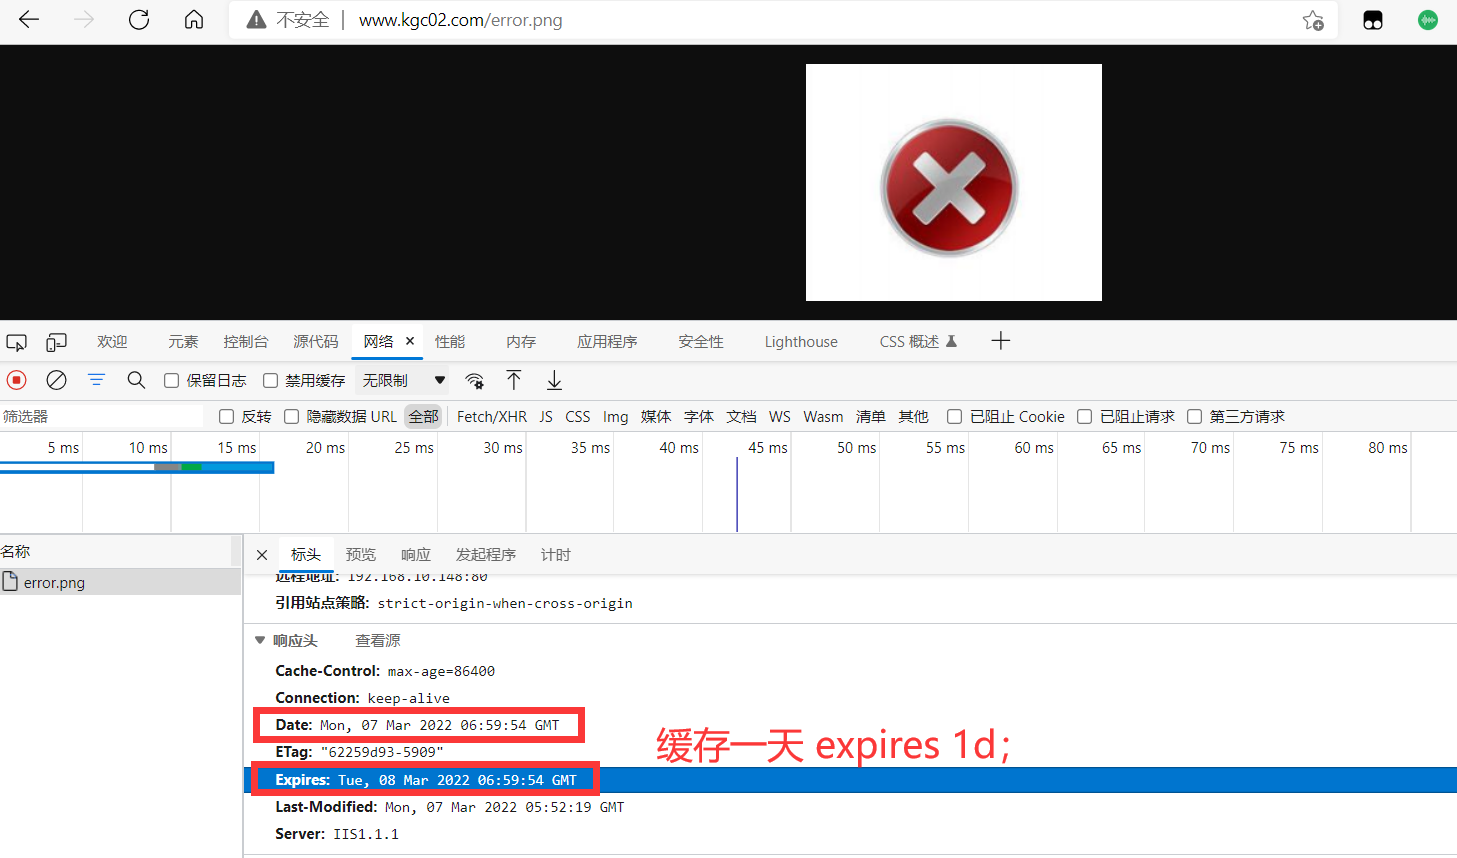 不安全 | www.kgc02.com/error.png
欢迎 元素 控制台 源代码 网络 × 性能 内存 应用程序 安全性 Lighthouse CSS 概述
保留日志 禁用缓存 无限制
筛选器 反转 隐藏数据 URL 全部 Fetch/XHR JS CSS Img 媒体 字体 文档 WS Wasm 清单 其他 已阻止 Cookie 已阻止请求 第三方请求
5 ms 10 ms 15 ms 20 ms 25 ms 30 ms 35 ms 40 ms 45 ms 50 ms 55 ms 60 ms 65 ms 70 ms 75 ms 80 ms
名称
error.png
× 标头 预览 响应 发起程序 计时
远程地址: 192.168.10.148:80
引用站点策略: strict-origin-when-cross-origin
响应头 查看源
Cache-Control: max-age=86400
Connection: keep-alive
Date: Mon, 07 Mar 2022 06:59:54 GMT
ETag: "62259d93-5909"
缓存一天 expires 1d;
Expires: Tue, 08 Mar 2022 06:59:54 GMT
Last-Modified: Mon, 07 Mar 2022 05:52:19 GMT
Server: IIS1.1.1